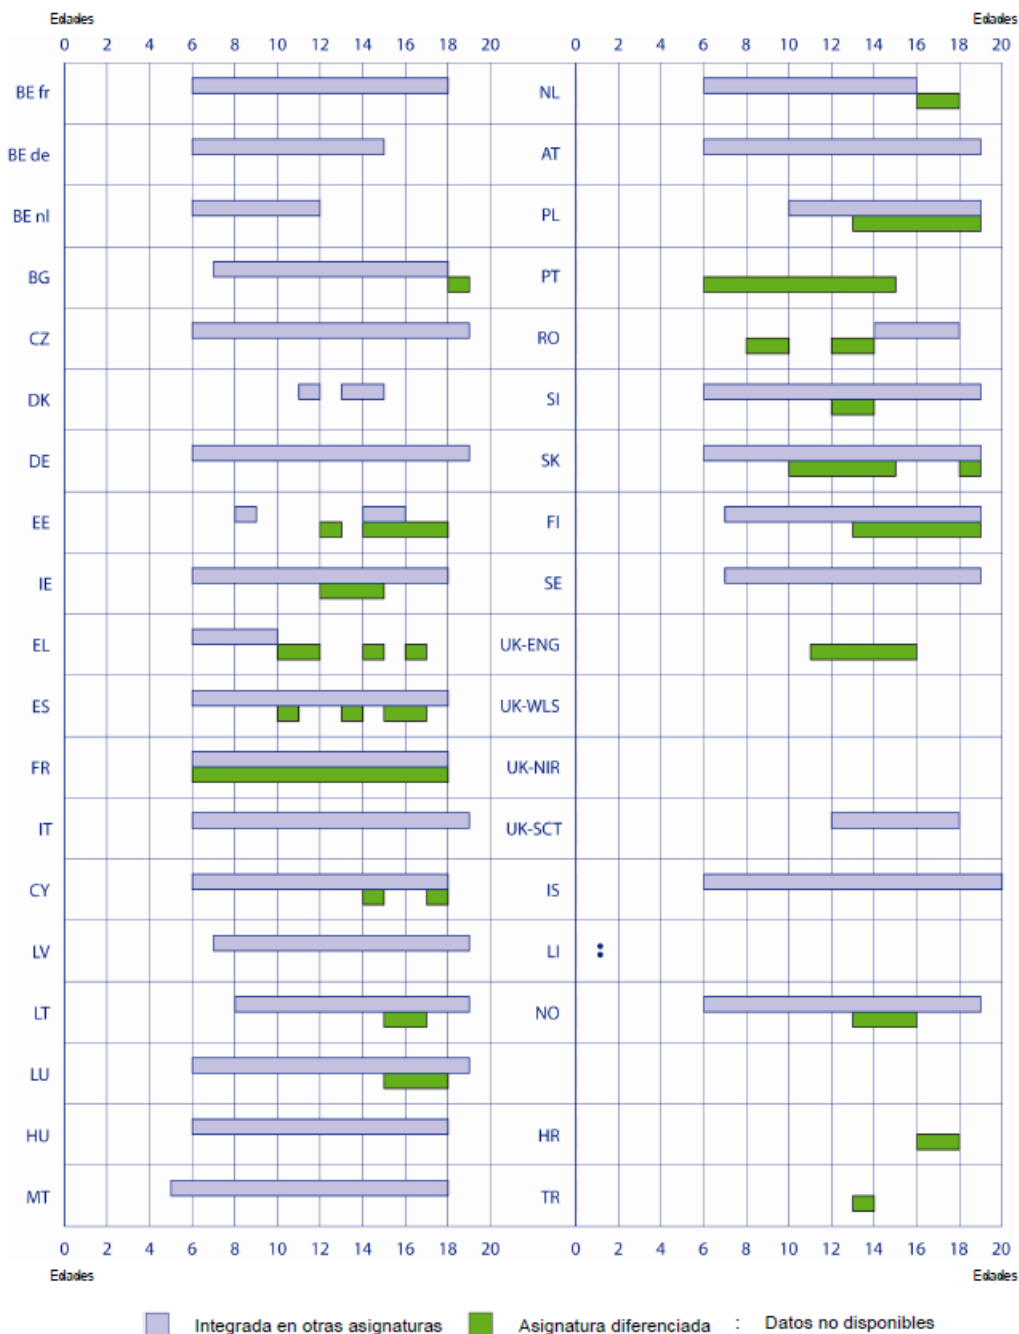 Edades Edades
0 2 4 6 8 10 12 14 16 18 20 0 2 4 6 8 10 12 14 16 18 20
BE fr NL
BE de AT
BE nl PL
BG PT
CZ RO
DK SI
DE SK
EE FI
IE SE
EL UK-ENG
ES UK-WLS
FR UK-NIR
IT UK-SCT
CY IS
LV LI :
LT NO
LU
HU HR
MT TR
0 2 4 6 8 10 12 14 16 18 20 0 2 4 6 8 10 12 14 16 18 20
Edades Edades
Integrada en otras asignaturas Asignatura diferenciada : Datos no disponibles